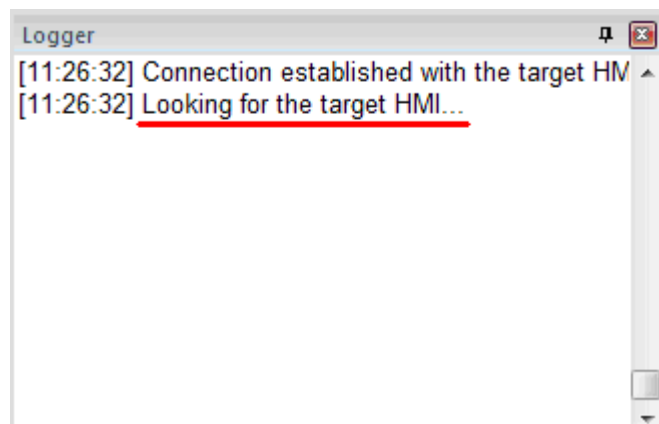 Logger
[11:26:32] Connection established with the target HM
[11:26:32] Looking for the target HMI...